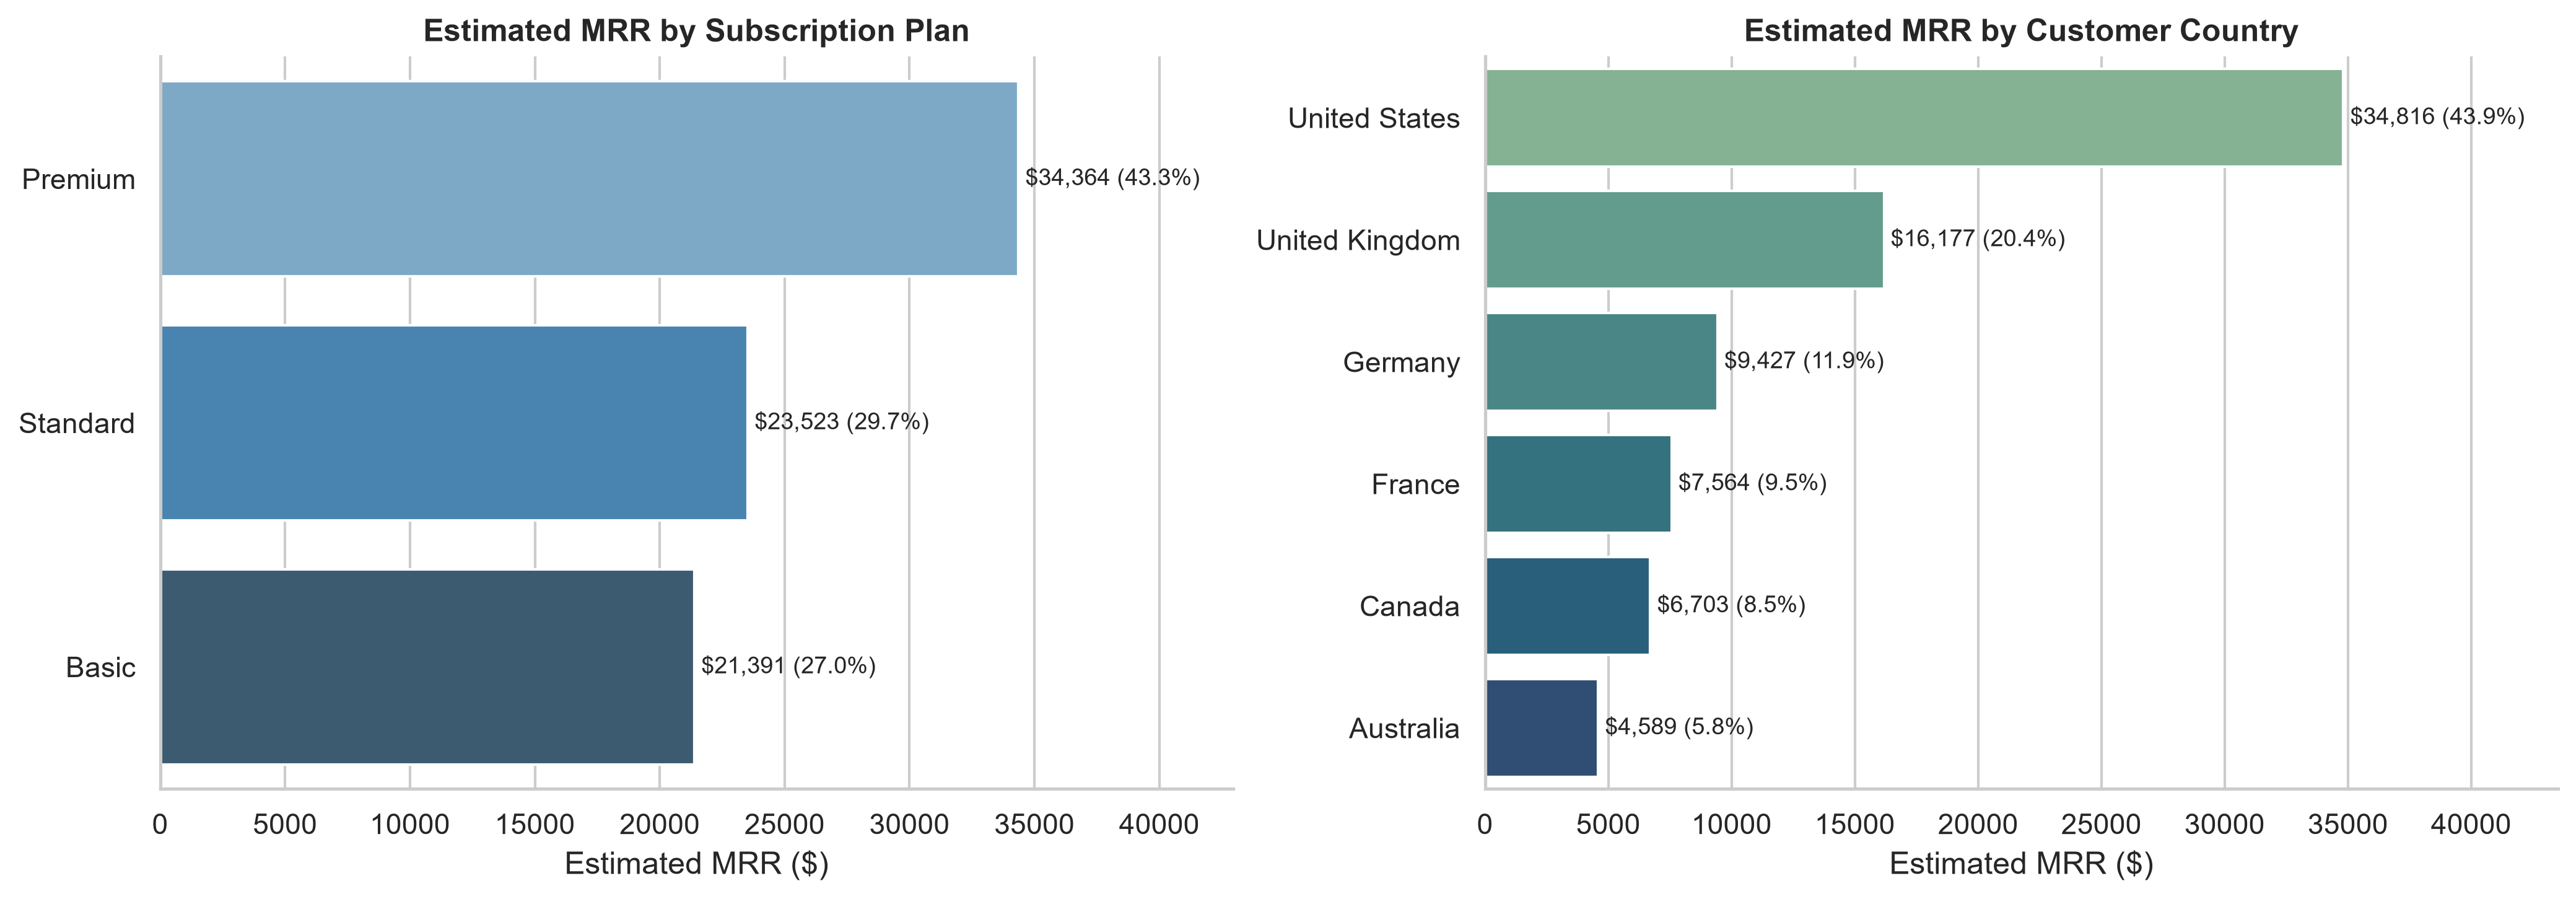 Estimated MRR by Subscription Plan
Premium
$34,364 (43.3%)
Standard
$23,523 (29.7%)
Basic
$21,391 (27.0%)
0 5000 10000 15000 20000 25000 30000 35000 40000
Estimated MRR ($)
Estimated MRR by Customer Country
United States
$34,816 (43.9%)
United Kingdom
$16,177 (20.4%)
Germany
$9,427 (11.9%)
France
$7,564 (9.5%)
Canada
$6,703 (8.5%)
Australia
$4,589 (5.8%)
0 5000 10000 15000 20000 25000 30000 35000 40000
Estimated MRR ($)